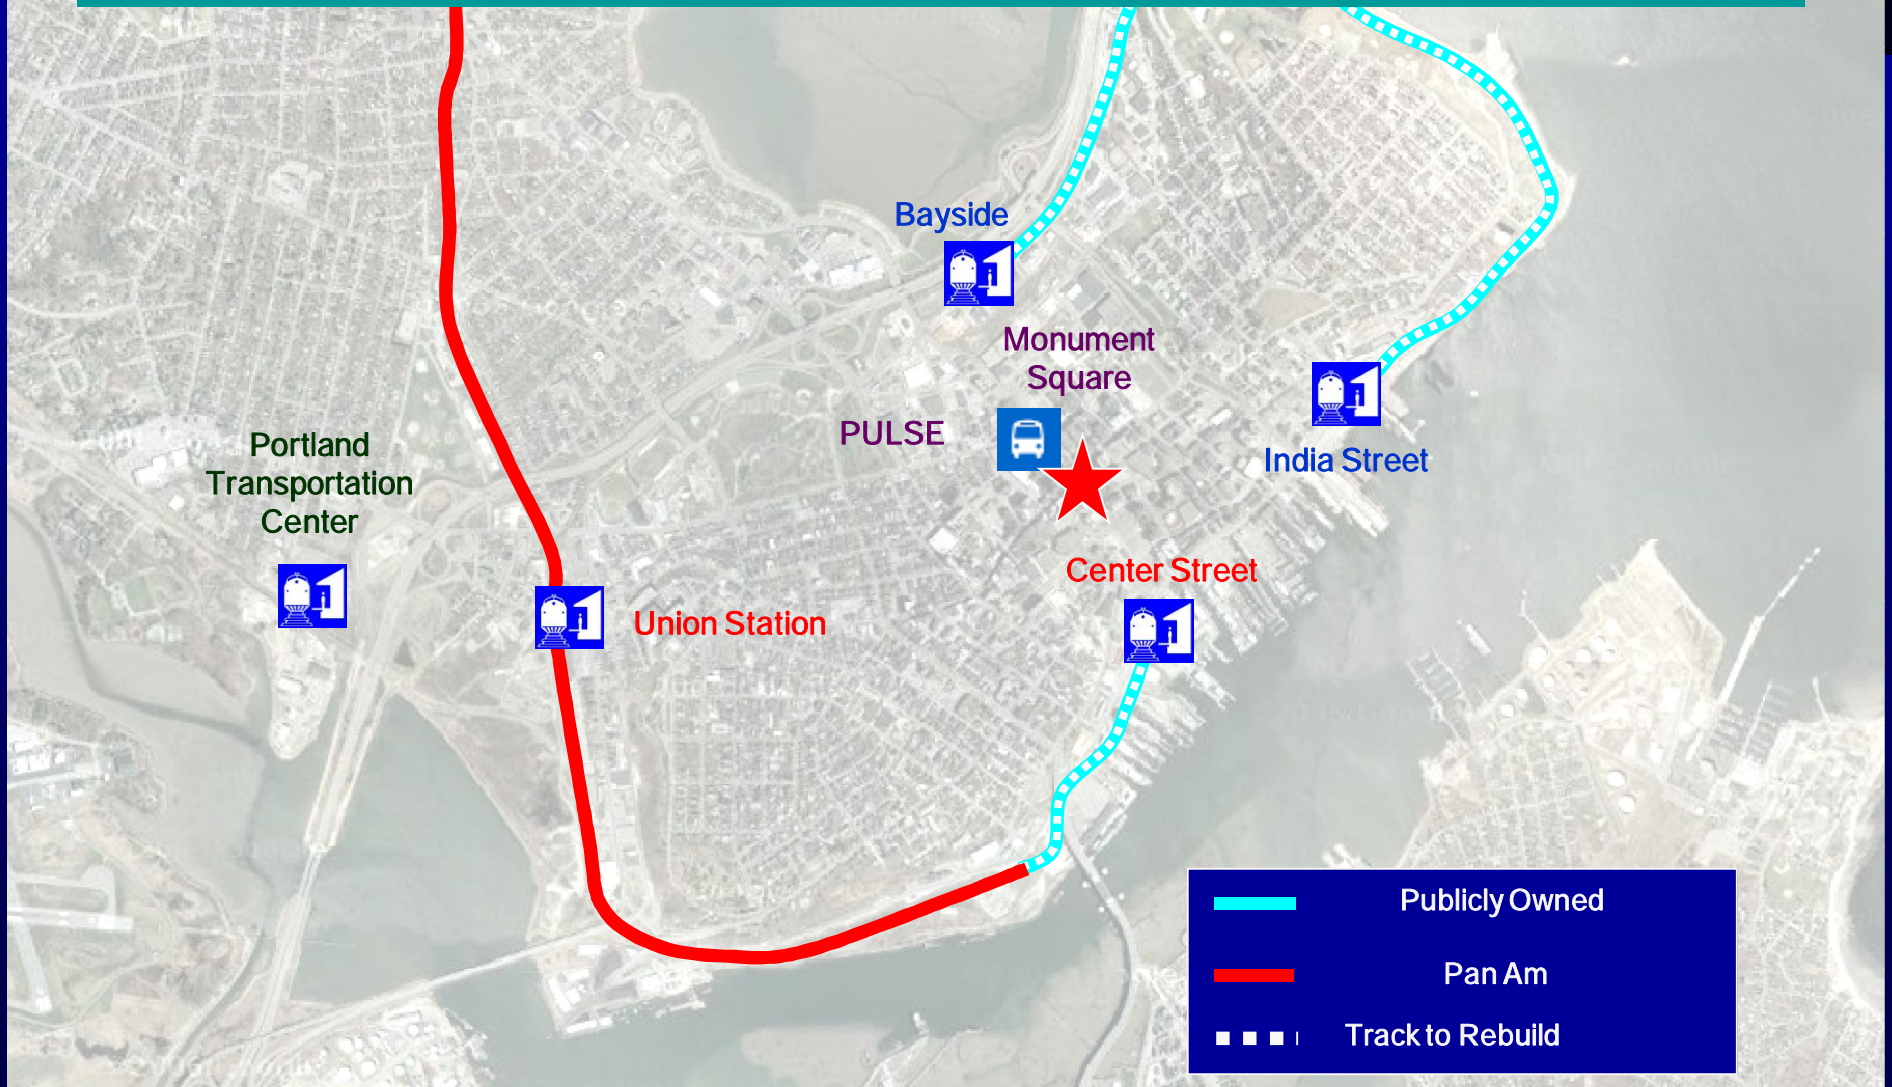 Bayside
Monument
Square
PULSE
Portland
Transportation
Center
India Street
Center Street
Union Station
Publicly Owned
Pan Am
Track to Rebuild